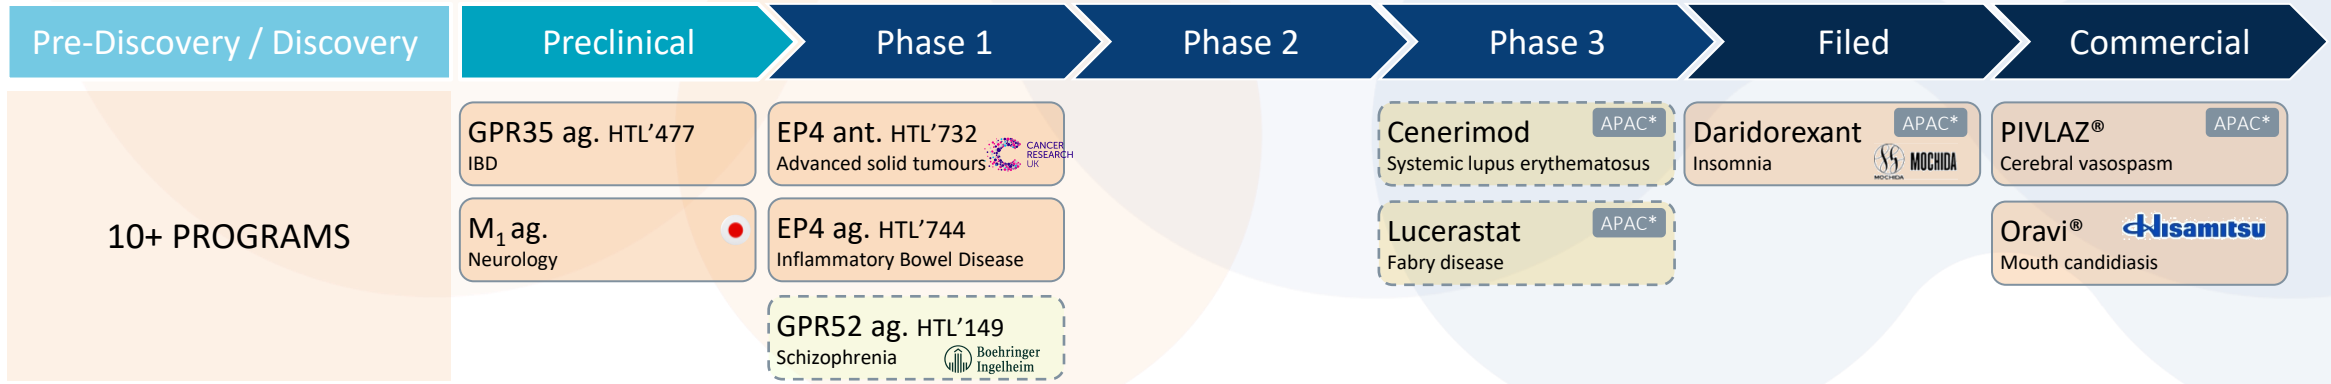 Pre-Discovery / Discovery
Preclinical
Phase 1
Phase 2
Phase 3
Filed
Commercial
10+ PROGRAMS
GPR35 ag. HTL’477
IBD
M1 ag.
Neurology
EP4 ant. HTL’732
Advanced solid tumours
CANCER
RESEARCH
UK
EP4 ag. HTL’744
Inflammatory Bowel Disease
GPR52 ag. HTL’149
Schizophrenia
Boehringer
Ingelheim
Cenerimod
APAC*
Systemic lupus erythematosus
Lucerastat
APAC*
Fabry disease
Daridorexant
APAC*
Insomnia
MOCHIDA
MOCHIDA
PIVLAZ®
APAC*
Cerebral vasospasm
Oravi®
Hisamitsu
Mouth candidiasis